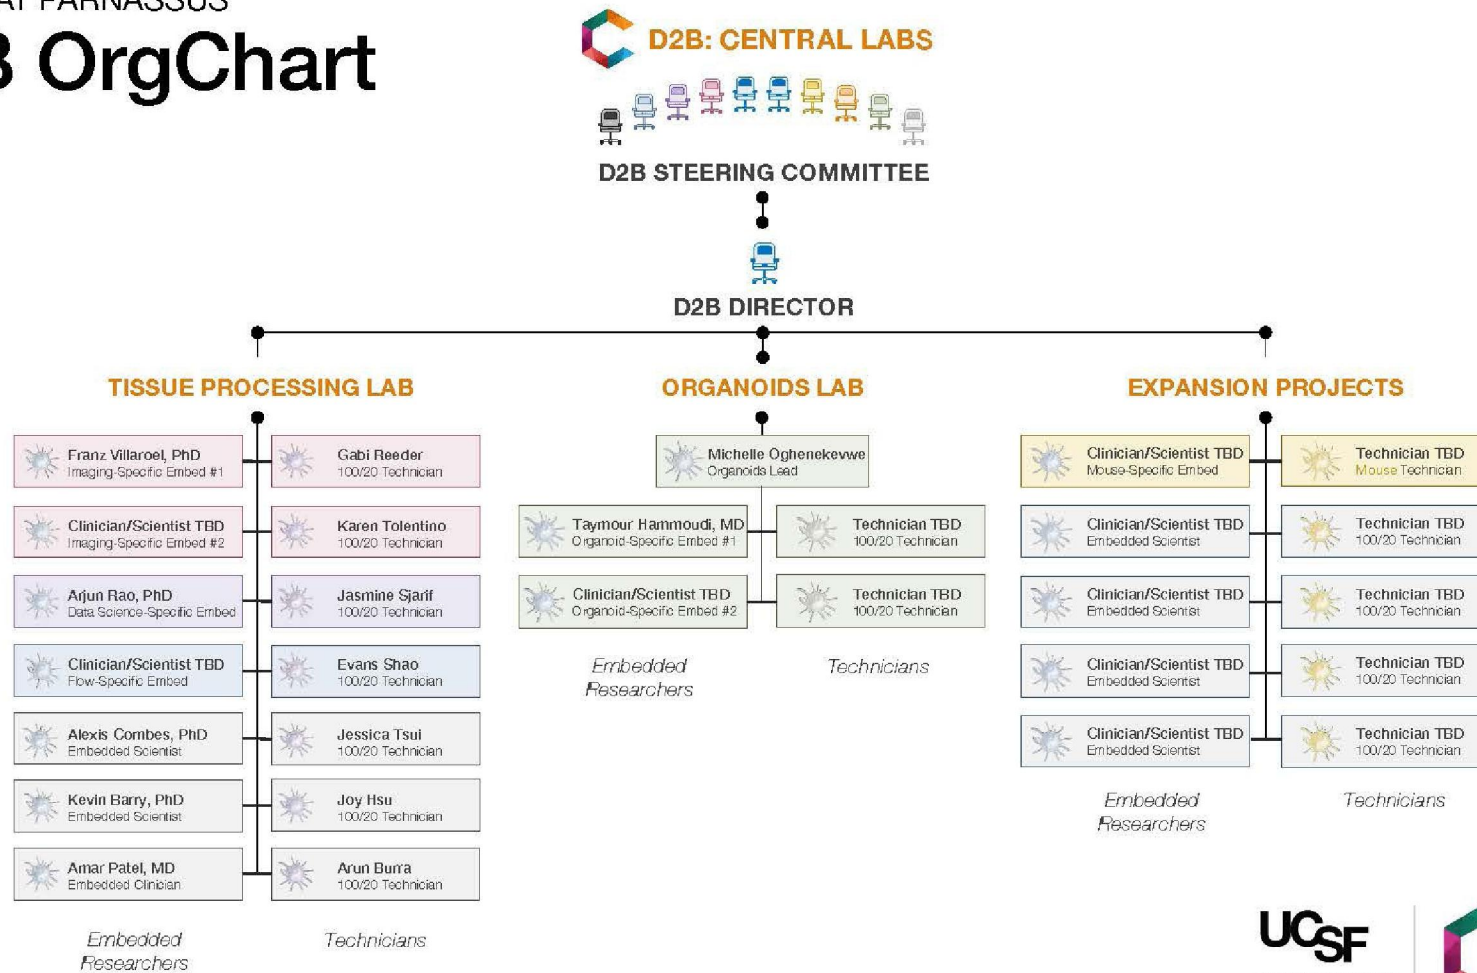 AT PARNASSUS
B OrgChart
D2B: CENTRAL LABS
D2B STEERING COMMITTEE
D2B DIRECTOR
TISSUE PROCESSING LAB
Franz Villaroel, PhD
Imaging-Specific Embed #1
Gabi Reeder
100/20 Technician
Clinician/Scientist TBD
Imaging-Specific Embed #2
Karen Tolentino
100/20 Technician
Arjun Rao, PhD
Data Science-Specific Embed
Jasmine Sjarif
100/20 Technician
Clinician/Scientist TBD
Flow-Specific Embed
Evans Shao
100/20 Technician
Alexis Combes, PhD
Embedded Scientist
Jessica Tsui
100/20 Technician
Kevin Barry, PhD
Embedded Scientist
Joy Hsu
100/20 Technician
Amar Patel, MD
Embedded Clinician
Arun Burra
100/20 Technician
Embedded
Researchers
Technicians
ORGANOIDS LAB
Michelle Oghenekevwe
Organoids Lead
Taymour Hammoudi, MD
Organoid-Specific Embed #1
Technician TBD
100/20 Technician
Clinician/Scientist TBD
Organoid-Specific Embed #2
Technician TBD
100/20 Technician
Embedded
Researchers
Technicians
EXPANSION PROJECTS
Clinician/Scientist TBD
Mouse-Specific Embed
Technician TBD
Mouse Technician
Clinician/Scientist TBD
Embedded Scientist
Technician TBD
100/20 Technician
Clinician/Scientist TBD
Embedded Scientist
Technician TBD
100/20 Technician
Clinician/Scientist TBD
Embedded Scientist
Technician TBD
100/20 Technician
Clinician/Scientist TBD
Embedded Scientist
Technician TBD
100/20 Technician
Embedded
Researchers
Technicians
UCSF